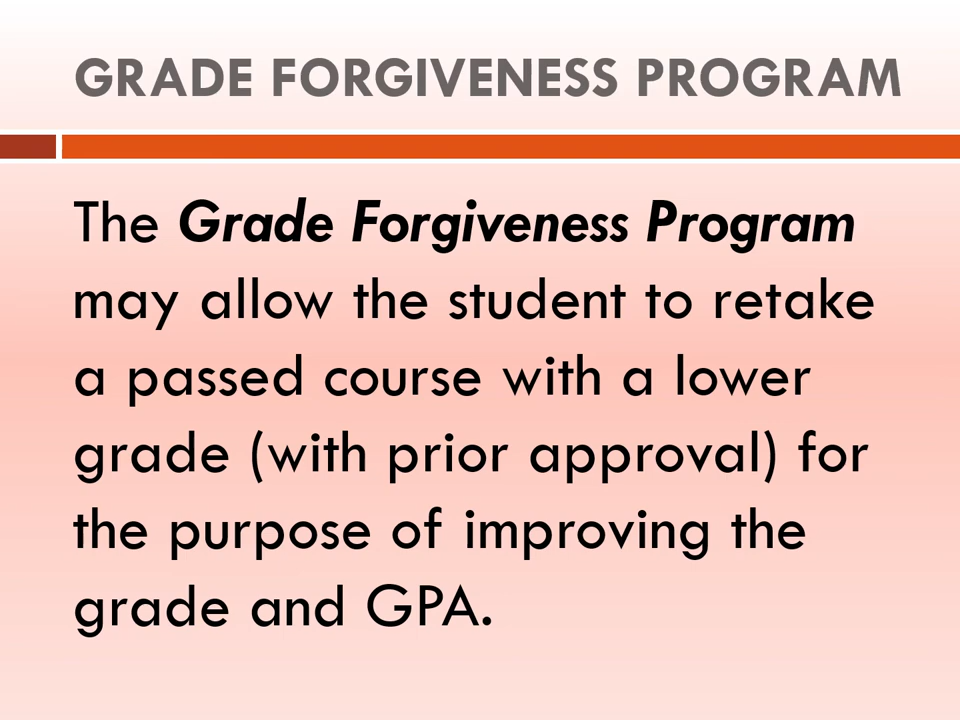 GRADE FORGIVENESS PROGRAM
The Grade Forgiveness Program
may allow the student to retake
a passed course with a lower
grade (with prior approval) for
the purpose of improving the
grade and GPA.